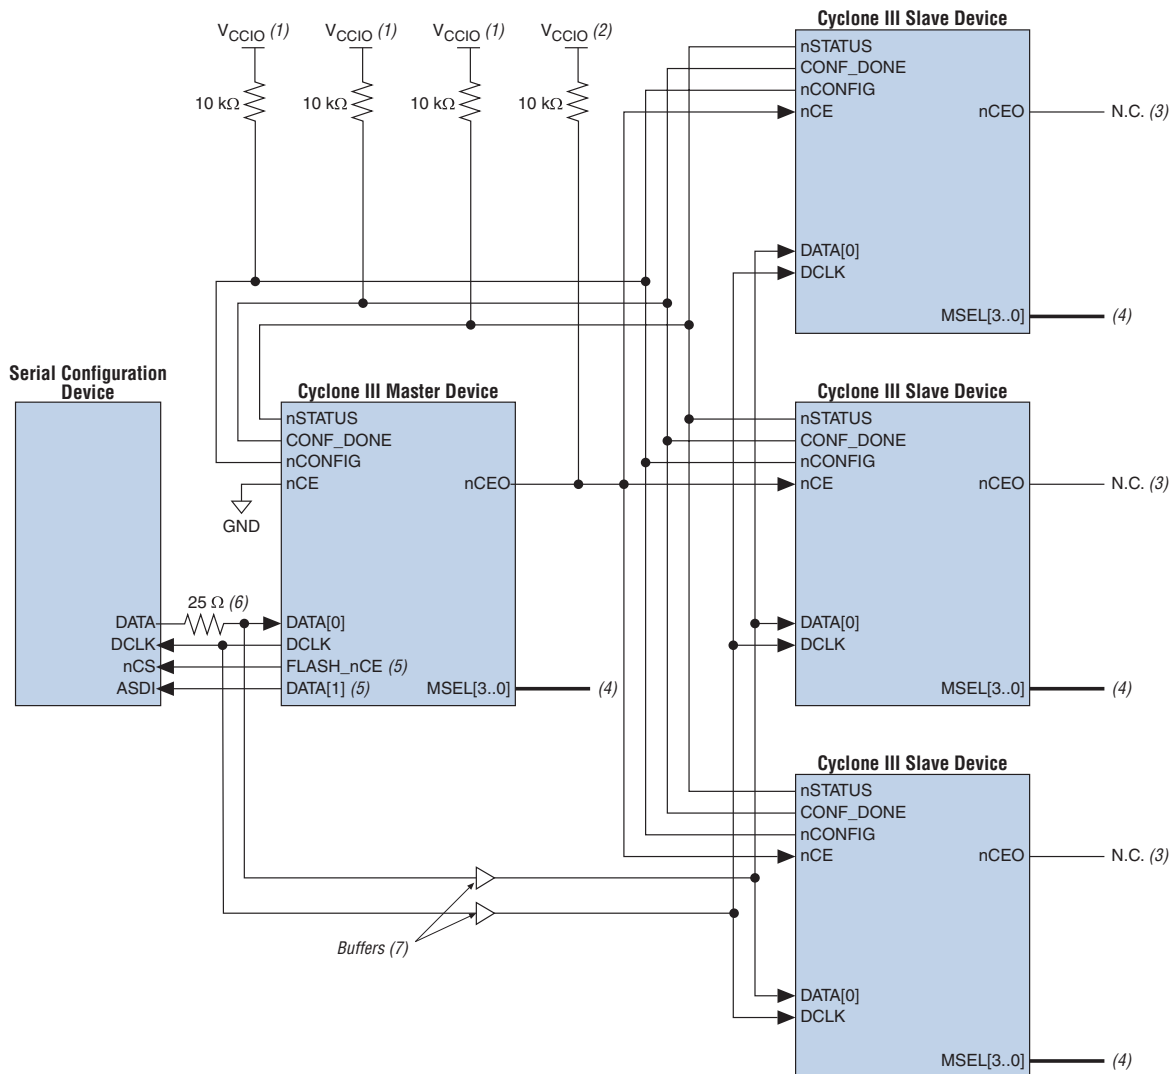 Cyclone III Slave Device
VCCIO (1)
VCCIO (1)
VCCIO (1)
VCCIO (2)
10 kΩ
10 kΩ
10 kΩ
10 kΩ
nSTATUS
CONF_DONE
nCONFIG
nCE
nCEO
N.C. (3)
DATA[0]
DCLK
MSEL[3..0]
(4)
Serial Configuration
Device
DATA
DCLK
nCS
ASDI
25 Ω (6)
Cyclone III Master Device
nSTATUS
CONF_DONE
nCONFIG
nCE
nCEO
GND
DATA[0]
DCLK
FLASH_nCE (5)
DATA[1] (5)
MSEL[3..0]
(4)
Cyclone III Slave Device
nSTATUS
CONF_DONE
nCONFIG
nCE
nCEO
N.C. (3)
DATA[0]
DCLK
MSEL[3..0]
(4)
Cyclone III Slave Device
nSTATUS
CONF_DONE
nCONFIG
nCE
nCEO
N.C. (3)
Buffers (7)
DATA[0]
DCLK
MSEL[3..0]
(4)